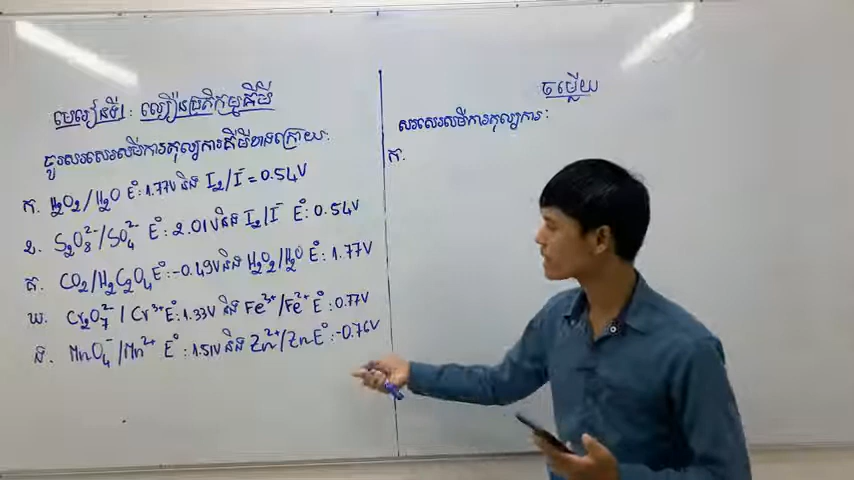 មេរៀនទី1: ល្បឿនប្រតិកម្មគីមី
ចូរសរសេរសមីការតុល្យការគីមីខាងក្រោយ:
ក. H₂O₂/H₂O E°: 1.77V និង I₂/I⁻ = 0.54V
ខ. S₂O₈²⁻/SO₄²⁻ E°: 2.01V និង I₂/I⁻ E°: 0.54V
គ. CO₂/H₂C₂O₄ E°: -0.49V និង H₂O₂/H₂O E°: 1.77V
ឃ. Cr₂O₇²⁻/Cr³⁺ E°: 1.33V និង Fe³⁺/Fe²⁺ E°: 0.77V
ង. MnO₄⁻/Mn²⁺ E°: 1.51V និង Zn²⁺/Zn E°: -0.76V
ចម្លើយ
សរសេរសមីការតុល្យការ:
ក.